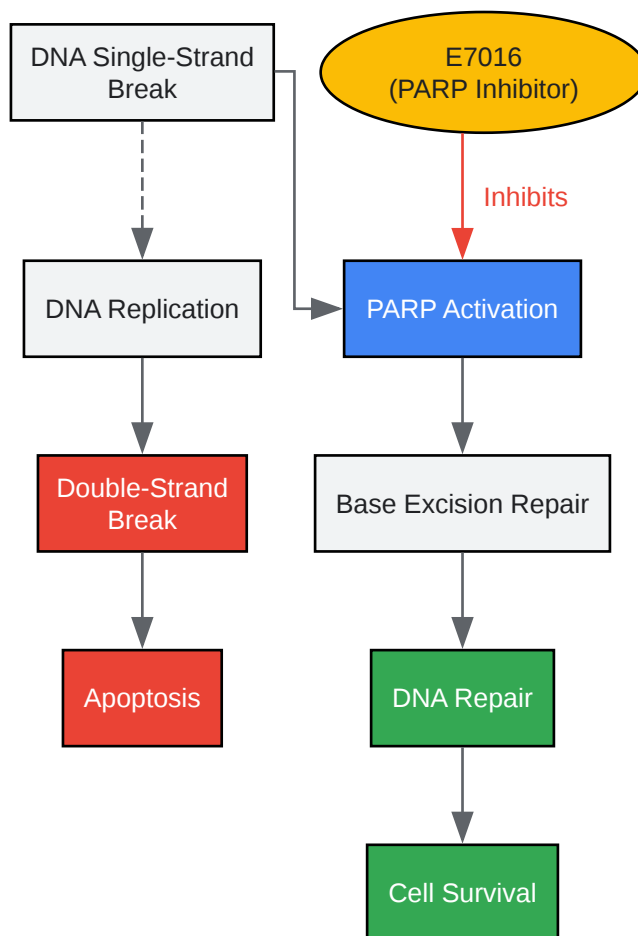 DNA Single-Strand
Break
E7016
(PARP Inhibitor)
Inhibits
DNA Replication
PARP Activation
Double-Strand
Break
Base Excision Repair
Apoptosis
DNA Repair
Cell Survival